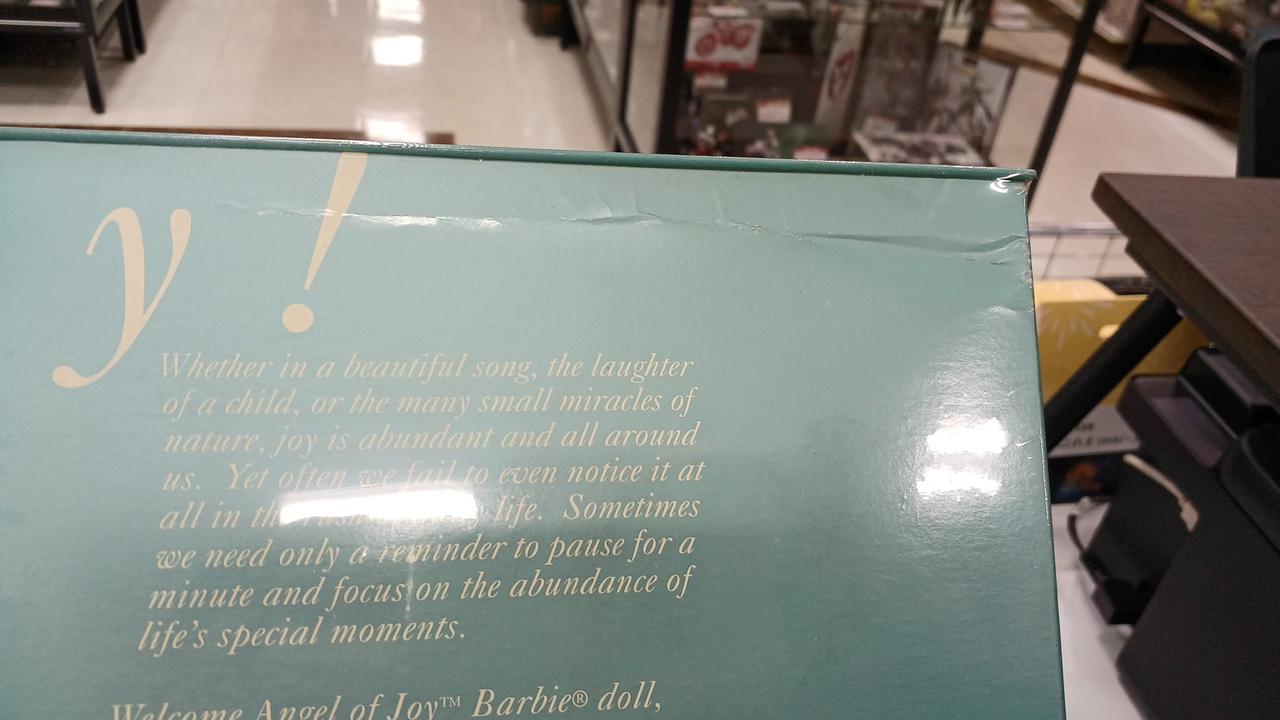 y!
Whether in a beautiful song, the laughter
of a child, or the many small miracles of
nature, joy is abundant and all around
us. Yet often we fail to even notice it at
all in the life. Sometimes
we need only a reminder to pause for a
minute and focus on the abundance of
life's special moments.
Welcome Angel of Joy™ Barbie® doll,